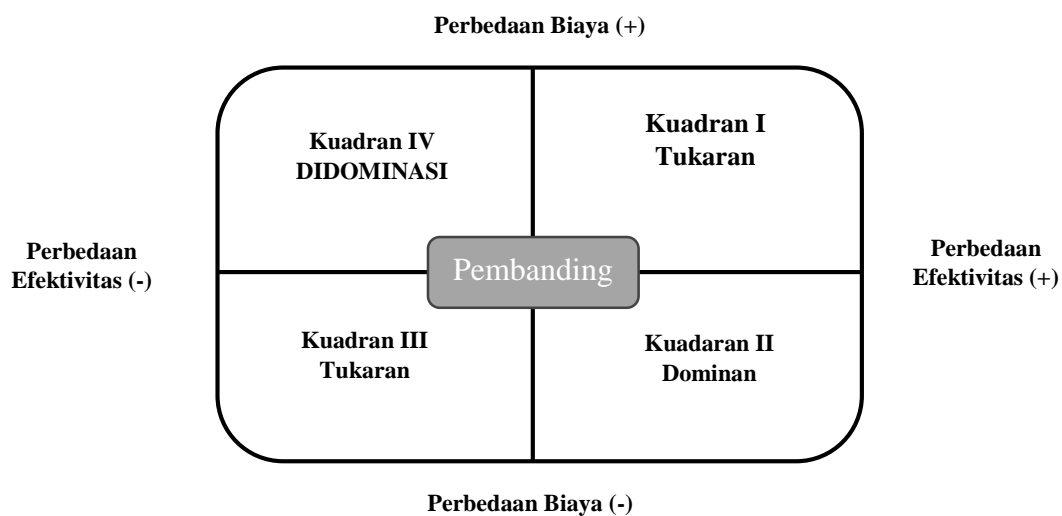 Perbedaan Biaya (+)
Kuadran IV
DIDOMINASI
Kuadran I
Tukaran
Perbedaan
Efektivitas (-)
Pembanding
Perbedaan
Efektivitas (+)
Kuadran III
Tukaran
Kuadaran II
Dominan
Perbedaan Biaya (-)